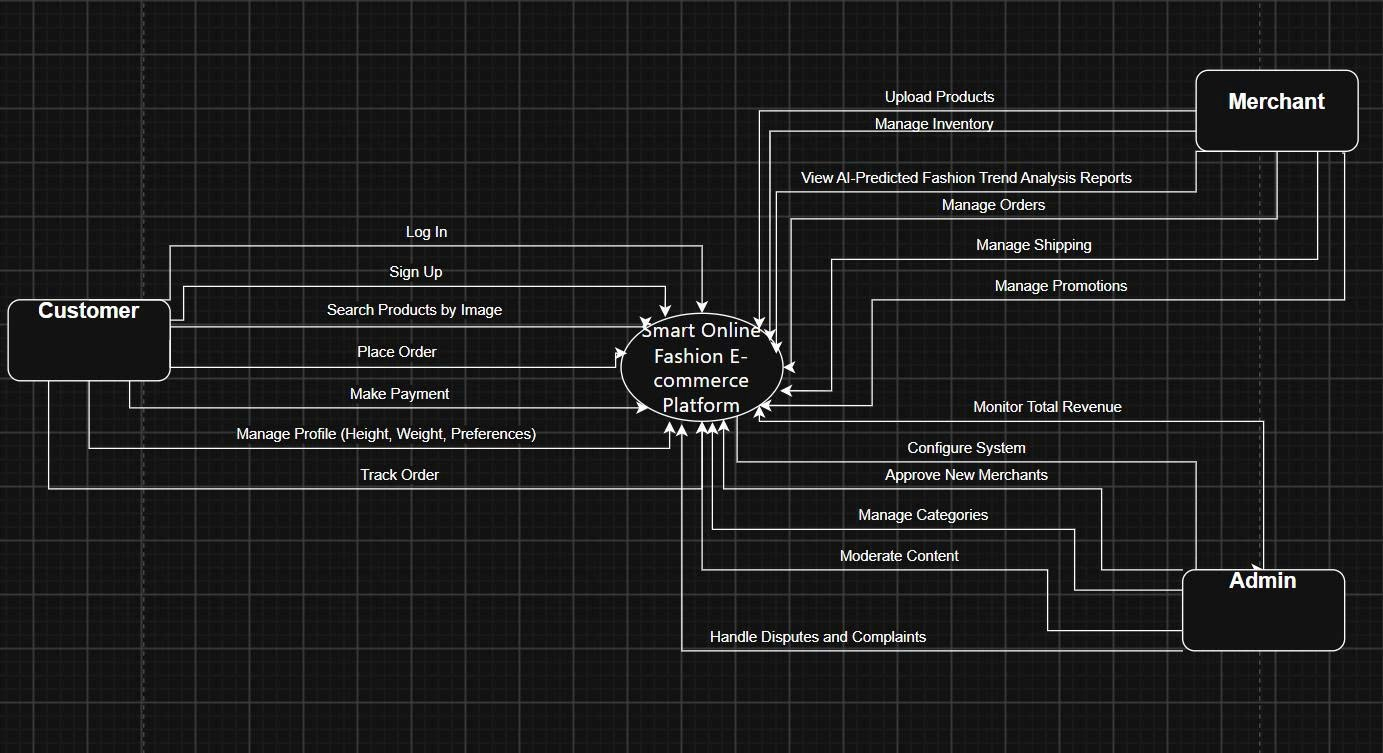 Merchant
Upload Products
Manage Inventory
View AI-Predicted Fashion Trend Analysis Reports
Manage Orders
Manage Shipping
Manage Promotions
Log In
Sign Up
Search Products by Image
Place Order
Make Payment
Manage Profile (Height, Weight, Preferences)
Track Order
Customer
Smart Online
Fashion E-
commerce
Platform
Monitor Total Revenue
Configure System
Approve New Merchants
Manage Categories
Moderate Content
Handle Disputes and Complaints
Admin